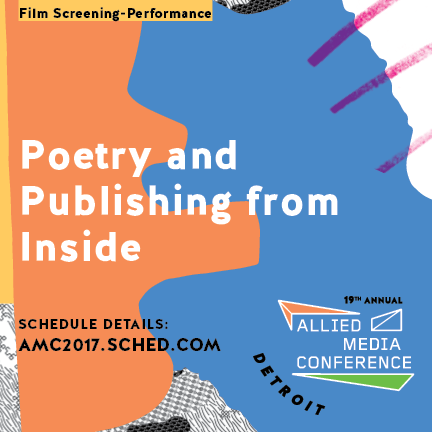 Film Screening-Performance
Poetry and
Publishing from
Inside
SCHEDULE DETAILS:
AMC2017.SCHED.COM
19TH ANNUAL
ALLIED
MEDIA
CONFERENCE
DETROIT